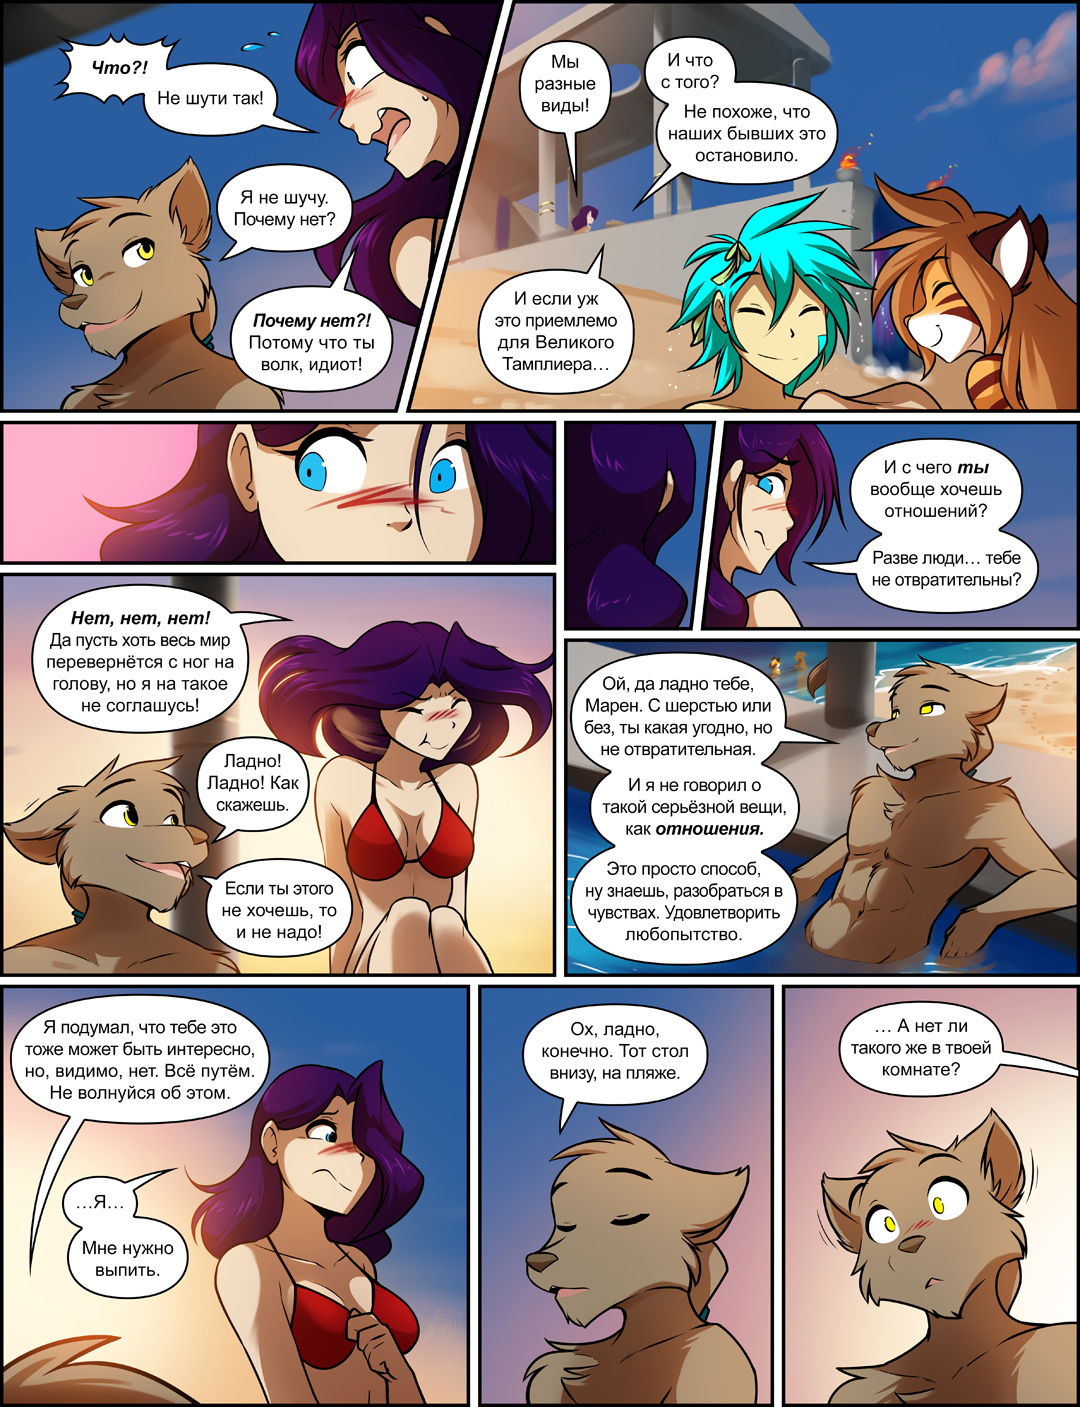 Что?!
Не шути так!
Я не шучу.
Почему нет?
Почему нет?!
Потому что ты
волк, идиот!
Мы
разные
виды!
И что
с того?
Не похоже, что
наших бывших это
остановило.
И если уж
это приемлемо
для Великого
Тамплиера...
И с чего ты
вообще хочешь
отношений?
Разве люди... тебе
не отвратительны?
Нет, нет, нет!
Да пусть хоть весь мир
перевернётся с ног на
голову, но я на такое
не соглашусь!
Ладно!
Ладно! Как
скажешь.
Если ты этого
не хочешь, то
и не надо!
Ой, да ладно тебе,
Марен. С шерстью или
без, ты какая угодно, но
не отвратительная.
И я не говорил о
такой серьёзной вещи,
как отношения.
Это просто способ,
ну знаешь, разобраться в
чувствах. Удовлетворить
любопытство.
Я подумал, что тебе это
тоже может быть интересно,
но, видимо, нет. Всё путём.
Не волнуйся об этом.
...Я...
Мне нужно
выпить.
Ох, ладно,
конечно. Тот стол
внизу, на пляже.
... А нет ли
такого же в твоей
комнате?